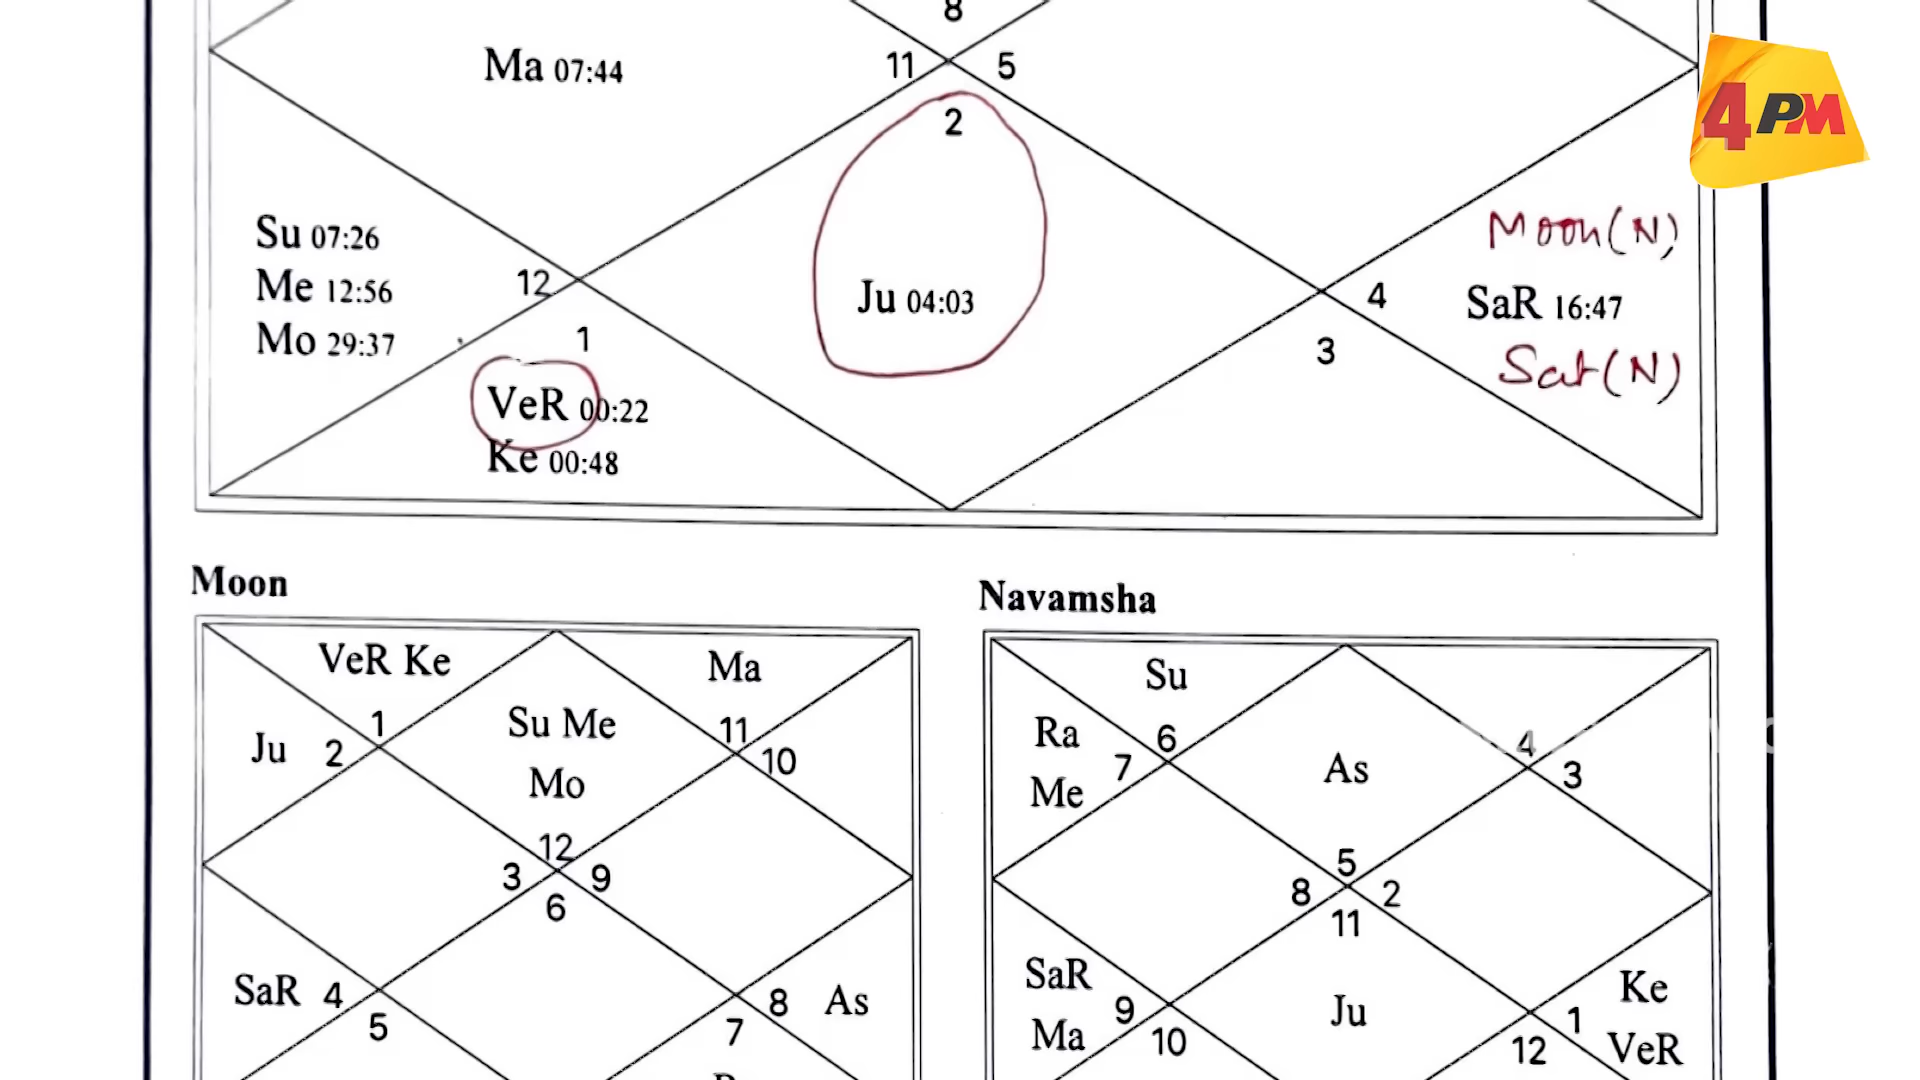 8
Ma 07:44
11
5
2
4PM
Su 07:26
Me 12:56
Mo 29:37
12
1
VeR 00:22
Ke 00:48
Ju 04:03
3
4
Moon(N)
SaR 16:47
Sat(N)
Moon
VeR Ke
Ma
Ju
1
2
Su Me
Mo
11
10
12
3
9
6
SaR
4
5
8
As
7
Navamsha
Su
Ra
Me
6
7
As
4
3
5
8
2
11
SaR
Ma
9
10
Ju
Ke
VeR
1
12